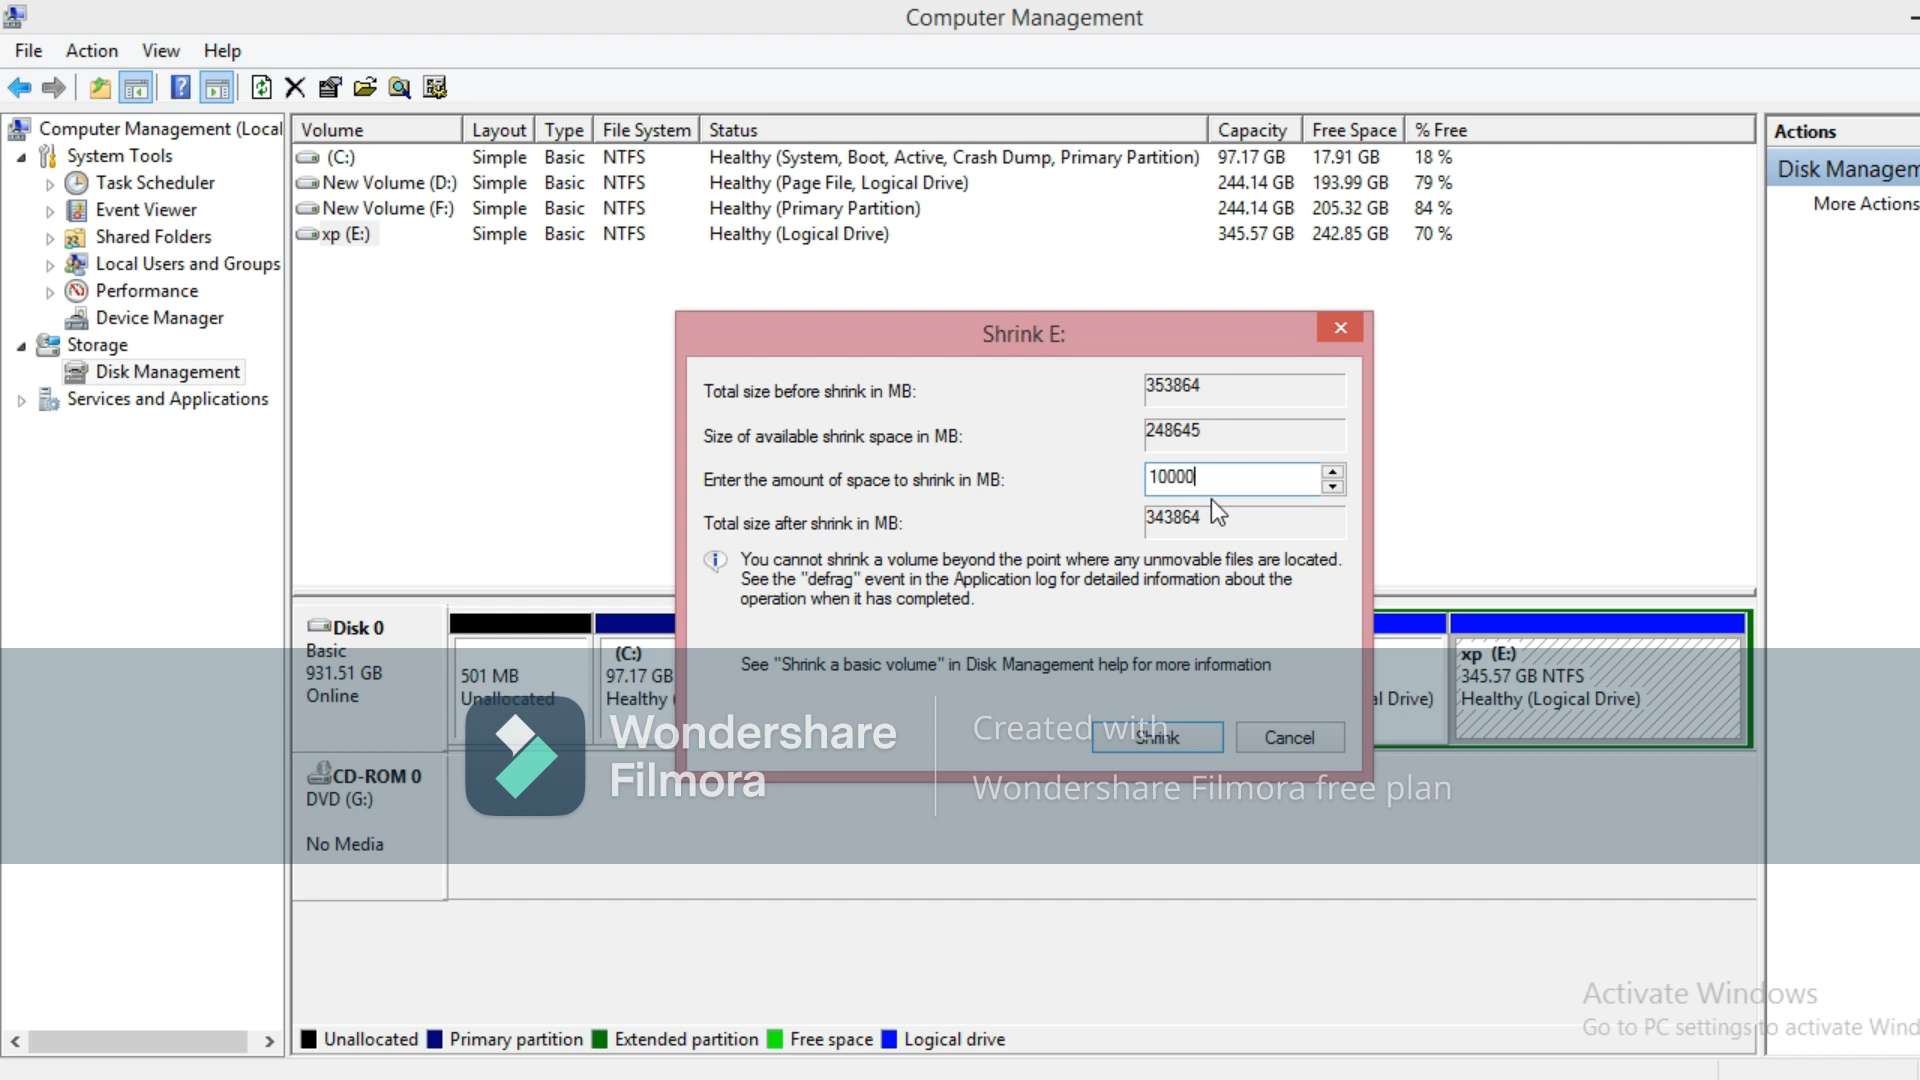 Computer Management
File Action View Help
Computer Management (Local
System Tools
Task Scheduler
Event Viewer
Shared Folders
Local Users and Groups
Performance
Device Manager
Storage
Disk Management
Services and Applications
Volume Layout Type File System Status Capacity Free Space % Free
(C:) Simple Basic NTFS Healthy (System, Boot, Active, Crash Dump, Primary Partition) 97.17 GB 17.91 GB 18 %
New Volume (D:) Simple Basic NTFS Healthy (Page File, Logical Drive) 244.14 GB 193.99 GB 79 %
New Volume (F:) Simple Basic NTFS Healthy (Primary Partition) 244.14 GB 205.32 GB 84 %
xp (E:) Simple Basic NTFS Healthy (Logical Drive) 345.57 GB 242.85 GB 70 %
Actions
Disk Managem
More Actions
Shrink E:
Total size before shrink in MB: 353864
Size of available shrink space in MB: 248645
Enter the amount of space to shrink in MB: 10000
Total size after shrink in MB: 343864
You cannot shrink a volume beyond the point where any unmovable files are located.
See the "defrag" event in the Application log for detailed information about the
operation when it has completed.
See "Shrink a basic volume" in Disk Management help for more information
Shrink Cancel
Disk 0
Basic
931.51 GB
Online
501 MB
Unallocated
(C:)
97.17 GB
Healthy (
al Drive)
xp (E:)
345.57 GB NTFS
Healthy (Logical Drive)
CD-ROM 0
DVD (G:)
No Media
Wondershare
Filmora
Created with
Wondershare Filmora free plan
Unallocated Primary partition Extended partition Free space Logical drive
Activate Windows
Go to PC settings to activate Wind